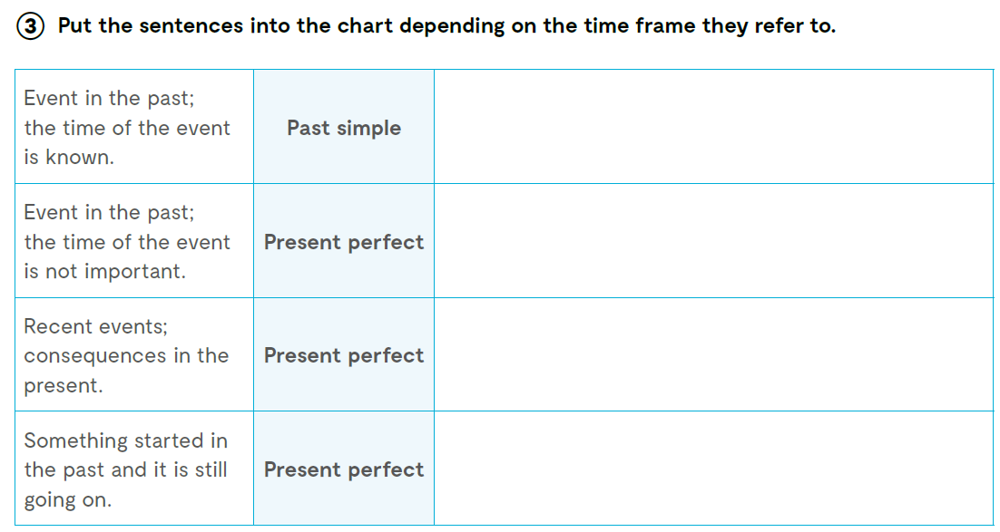 ③ Put the sentences into the chart depending on the time frame they refer to.
Event in the past;
the time of the event
is known.
Past simple
Event in the past;
the time of the event
is not important.
Present perfect
Recent events;
consequences in the
present.
Present perfect
Something started in
the past and it is still
going on.
Present perfect